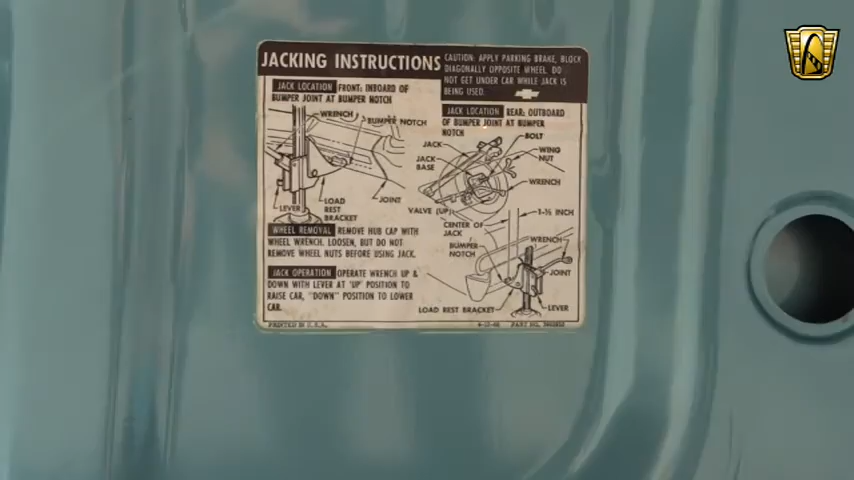 JACKING INSTRUCTIONS
CAUTION: APPLY PARKING BRAKE, BLOCK
DIAGONALLY OPPOSITE WHEEL. DO
NOT GET UNDER CAR WHILE JACK IS
BEING USED.
JACK LOCATION FRONT: INBOARD OF
BUMPER JOINT AT BUMPER NOTCH
WRENCH
BUMPER NOTCH
LEVER
LOAD
REST
BRACKET
JOINT
WHEEL REMOVAL REMOVE HUB CAP WITH
WHEEL WRENCH. LOOSEN, BUT DO NOT
REMOVE WHEEL NUTS BEFORE USING JACK.
JACK OPERATION OPERATE WRENCH UP &
DOWN WITH LEVER AT "UP" POSITION TO
RAISE CAR, "DOWN" POSITION TO LOWER
CAR.
JACK LOCATION REAR: OUTBOARD
OF BUMPER JOINT AT BUMPER
NOTCH
BOLT
JACK
WING
NUT
JACK
BASE
WRENCH
VALVE (UP)
1-½ INCH
CENTER OF
JACK
WRENCH
BUMPER
NOTCH
JOINT
LOAD REST BRACKET
LEVER
PRINTED IN U.S.A.
PART NO.